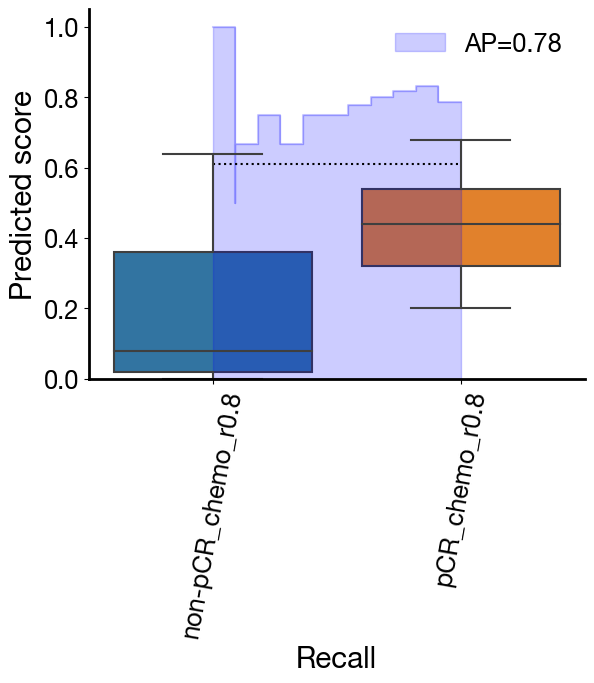 AP=0.78
Predicted score
1.0
0.8
0.6
0.4
0.2
0.0
non-pCR_chemo_r0.8
pCR_chemo_r0.8
Recall